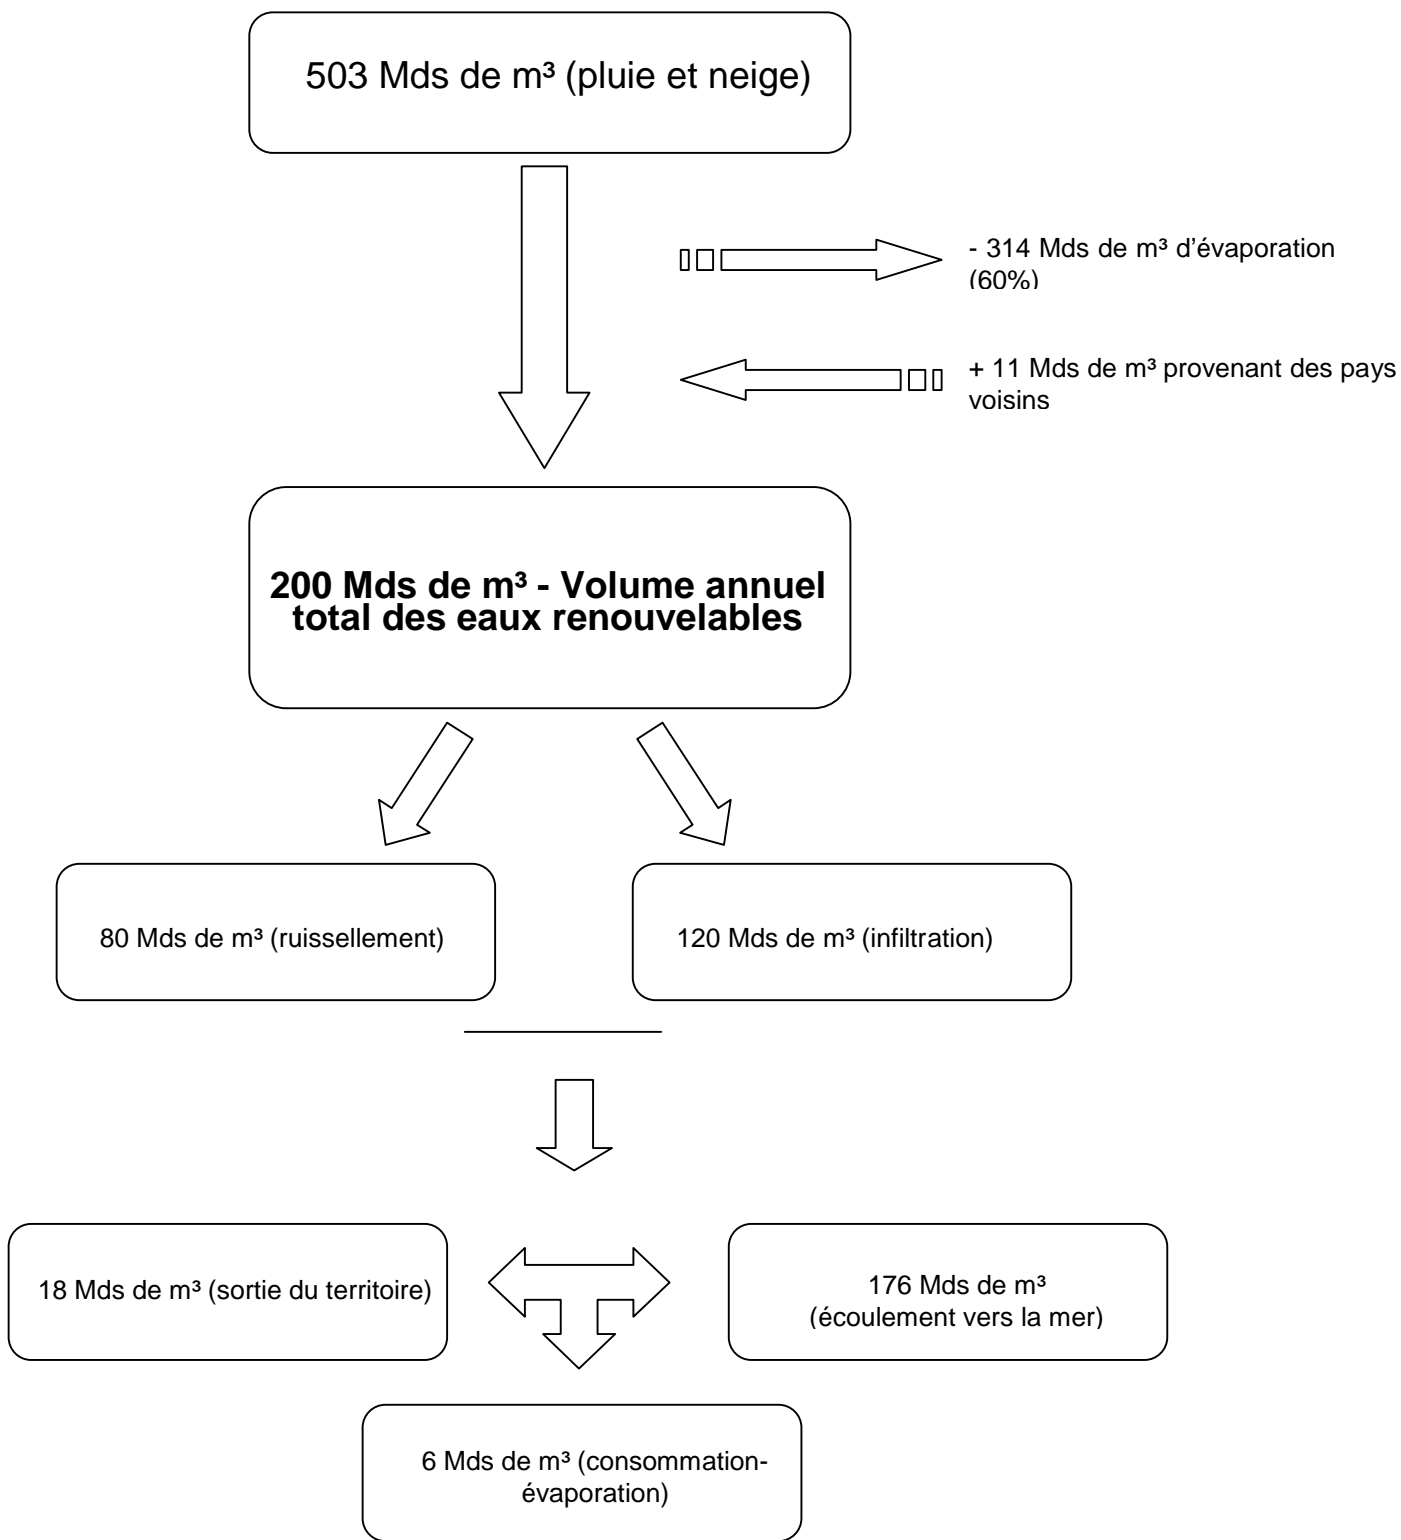 503 Mds de m³ (pluie et neige)
- 314 Mds de m³ d’évaporation
(60%)
+ 11 Mds de m³ provenant des pays
voisins
200 Mds de m³ - Volume annuel
total des eaux renouvelables
80 Mds de m³ (ruissellement)
120 Mds de m³ (infiltration)
18 Mds de m³ (sortie du territoire)
176 Mds de m³
(écoulement vers la mer)
6 Mds de m³ (consommation-
évaporation)